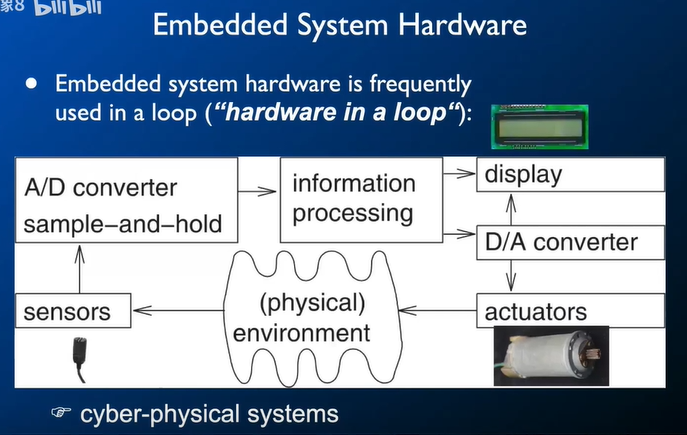 象8 bilibili
Embedded System Hardware
● Embedded system hardware is frequently
used in a loop (“hardware in a loop“):
A/D converter
sample–and–hold
information
processing
display
D/A converter
sensors
(physical)
environment
actuators
☞ cyber-physical systems